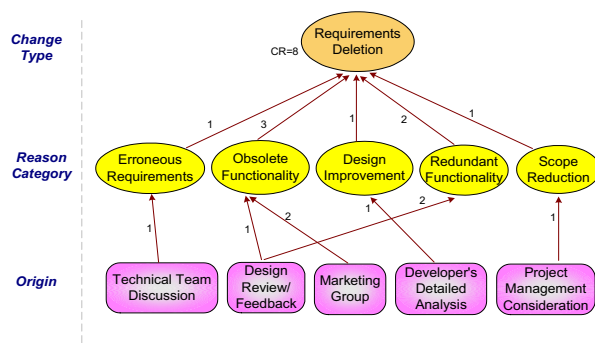 Change
Type
CR=8
Requirements
Deletion
1
3
1
2
1
Reason
Category
Erroneous
Requirements
Obsolete
Functionality
Design
Improvement
Redundant
Functionality
Scope
Reduction
1
1
2
1
2
1
Origin
Technical Team
Discussion
Design
Review/
Feedback
Marketing
Group
Developer's
Detailed
Analysis
Project
Management
Consideration